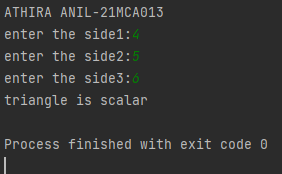 ATHIRA ANIL-21MCA013
enter the side1:4
enter the side2:5
enter the side3:6
triangle is scalar
Process finished with exit code 0